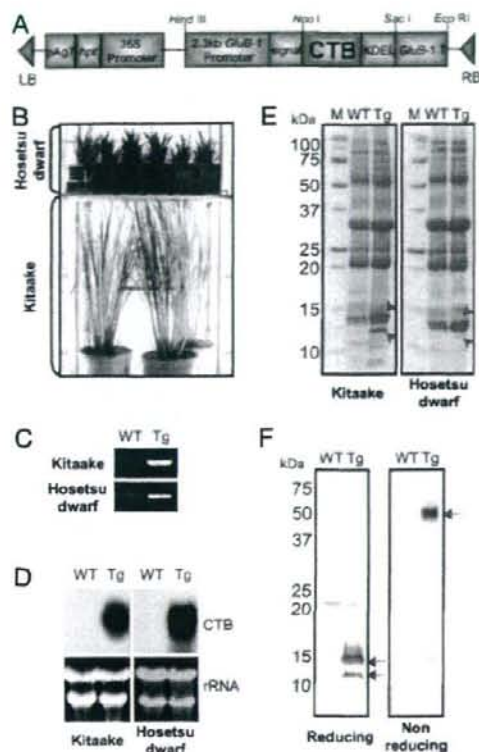 A
Hind III
Nco I
Sac I
Eco RI
pAgT
hpt
35S Promoter
2.3kb GluB-1 Promoter
signal
CTB
KDEL
GluB-1 T
LB
RB
B
Hosetsu dwarf
Kitaake
C
WT Tg
Kitaake
Hosetsu dwarf
D
WT Tg WT Tg
CTB
rRNA
Kitaake
Hosetsu dwarf
E
kDa M WT Tg M WT Tg
100
75
50
37
25
20
15
10
Kitaake
Hosetsu dwarf
F
kDa WT Tg WT Tg
75
50
37
25
20
15
10
Reducing
Non reducing